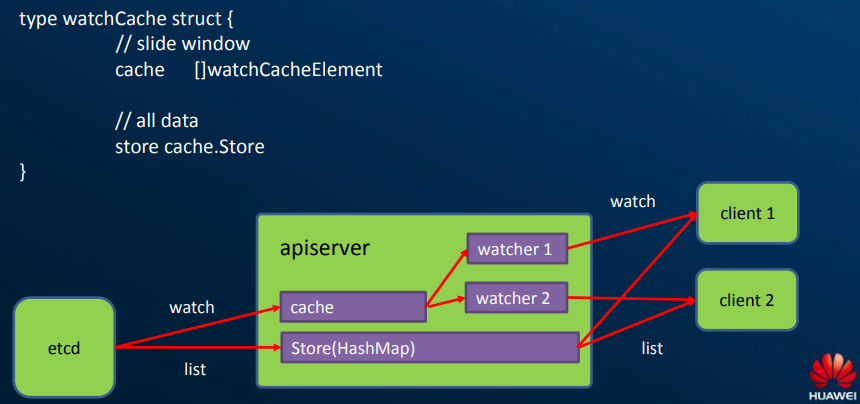 type watchCache struct {
// slide window
cache []watchCacheElement
// all data
store cache.Store
}
watch
client 1
apiserver
watcher 1
watch
cache
watcher 2
client 2
etcd
Store(HashMap)
list
list
HUAWEI